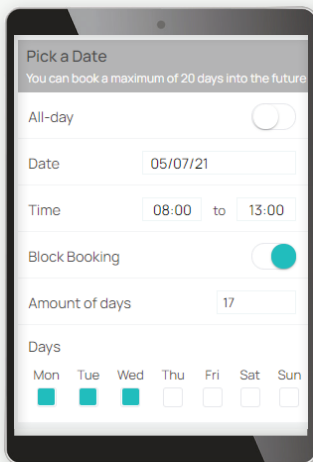 Pick a Date
You can book a maximum of 20 days into the future
All-day
Date 05/07/21
Time 08:00 to 13:00
Block Booking
Amount of days 17
Days
Mon Tue Wed Thu Fri Sat Sun